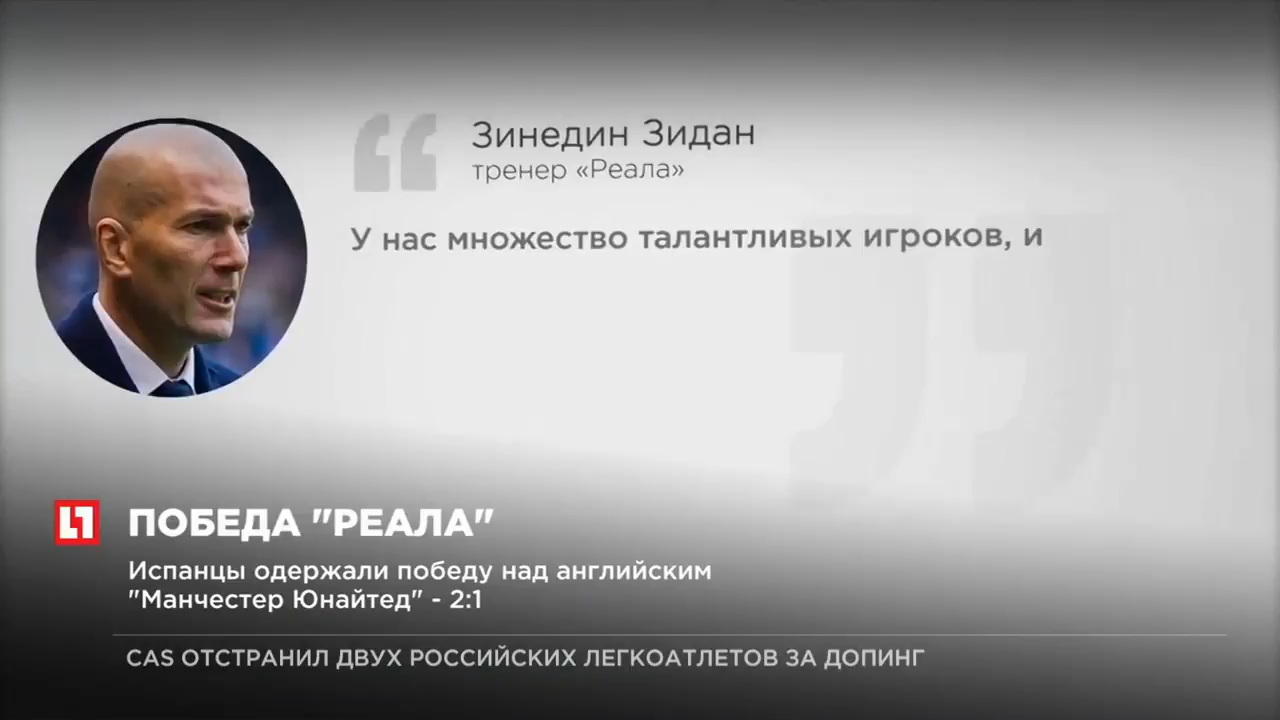 Зинедин Зидан
тренер «Реала»
У нас множество талантливых игроков, и
ПОБЕДА "РЕАЛА"
Испанцы одержали победу над английским
"Манчестер Юнайтед" - 2:1
CAS ОТСТРАНИЛ ДВУХ РОССИЙСКИХ ЛЕГКОАТЛЕТОВ ЗА ДОПИНГ